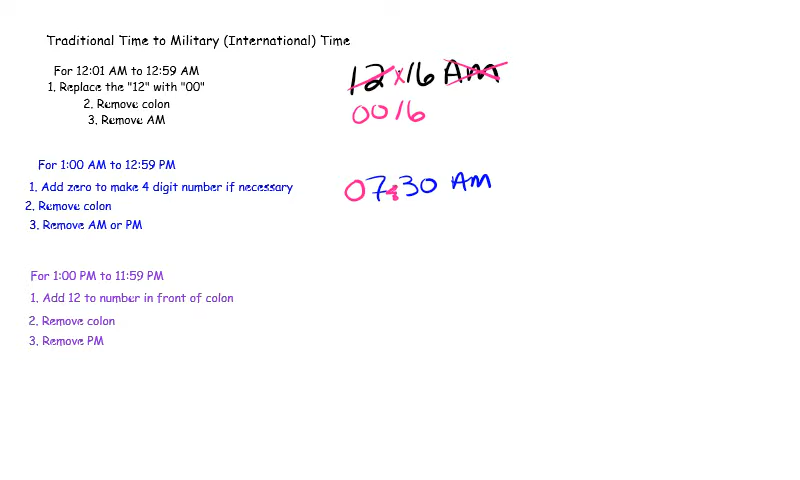 Traditional Time to Military (International) Time
For 12:01 AM to 12:59 AM
1. Replace the "12" with "00"
2. Remove colon
3. Remove AM
12:16 AM
0016
For 1:00 AM to 12:59 PM
1. Add zero to make 4 digit number if necessary
2. Remove colon
3. Remove AM or PM
07:30 AM
For 1:00 PM to 11:59 PM
1. Add 12 to number in front of colon
2. Remove colon
3. Remove PM